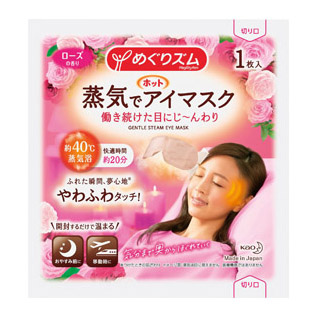 切り口
ローズ
の香り
めぐりズム
MegRhythm
1枚入
ホット
蒸気でアイマスク
働き続けた目にじ〜んわり
GENTLE STEAM EYE MASK
約40℃
蒸気浴
快適時間
約20分
ふれた瞬間、夢心地*
やわふわタッチ!
開封するだけで温まる!
おやすみ前に
移動時に
Kao
Made in Japan
切り口